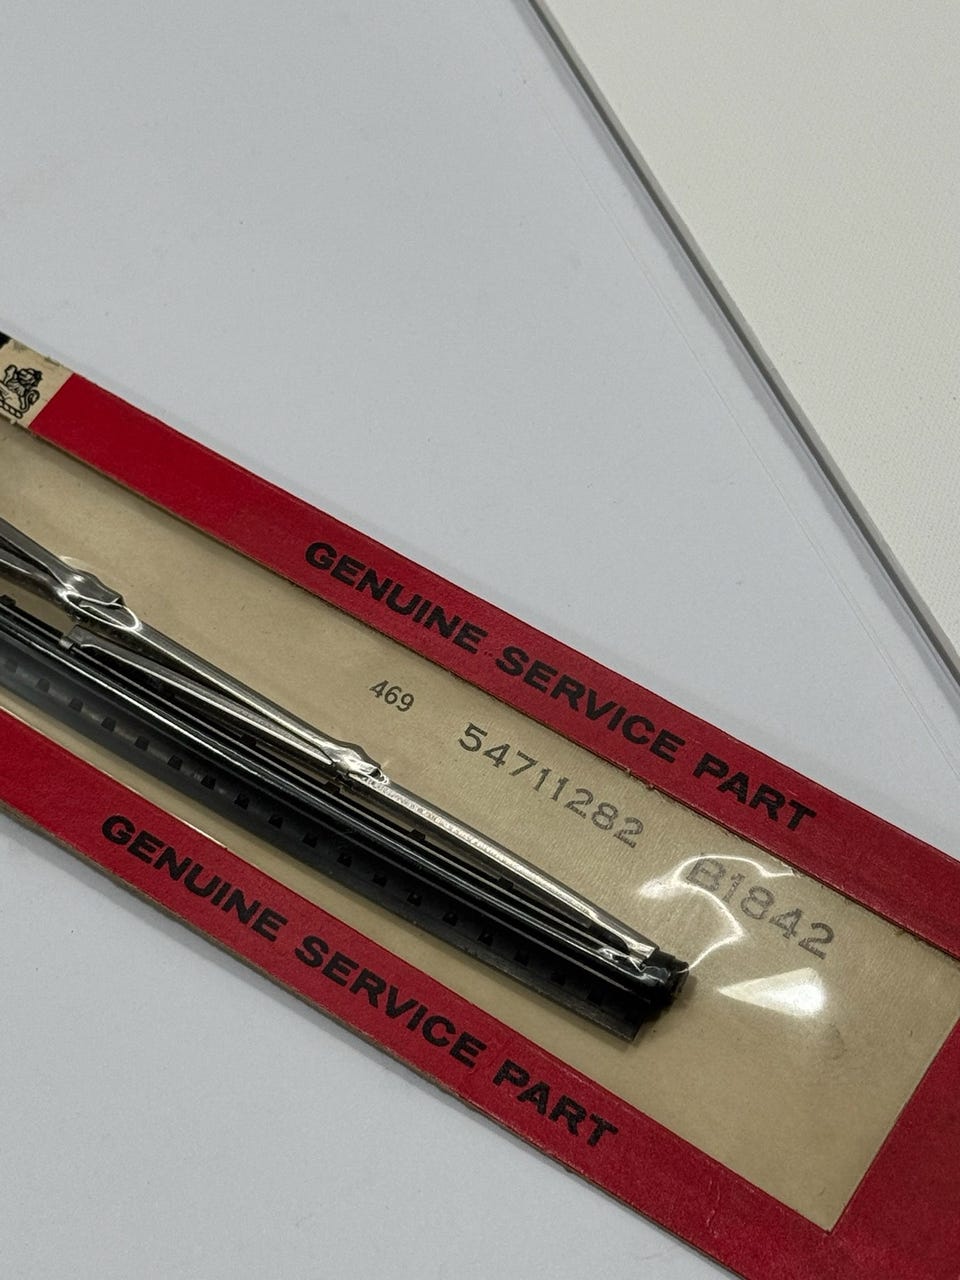 GENUINE SERVICE PART
469
54711282
B1842
GENUINE SERVICE PART